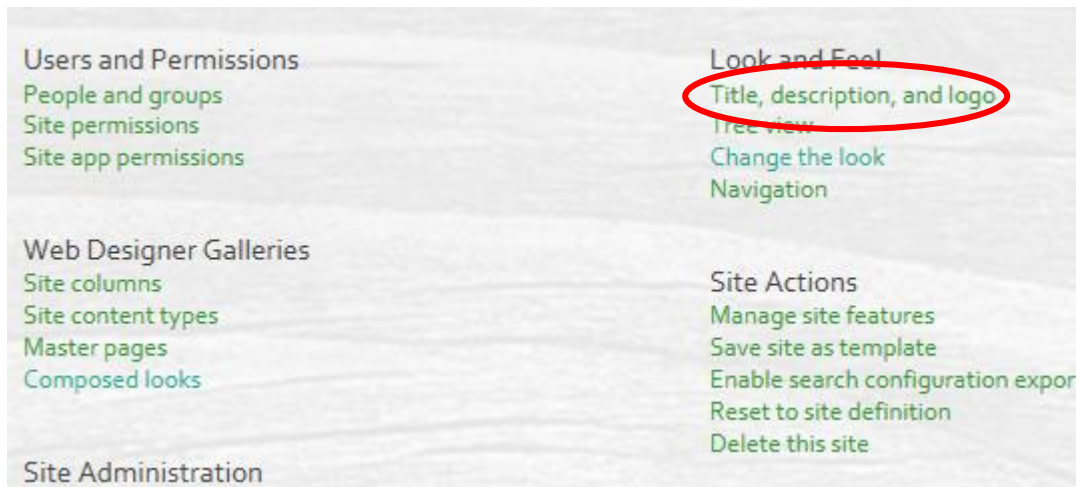 Users and Permissions
People and groups
Site permissions
Site app permissions
Web Designer Galleries
Site columns
Site content types
Master pages
Composed looks
Site Administration
Look and Feel
Title, description, and logo
Tree view
Change the look
Navigation
Site Actions
Manage site features
Save site as template
Enable search configuration expor
Reset to site definition
Delete this site